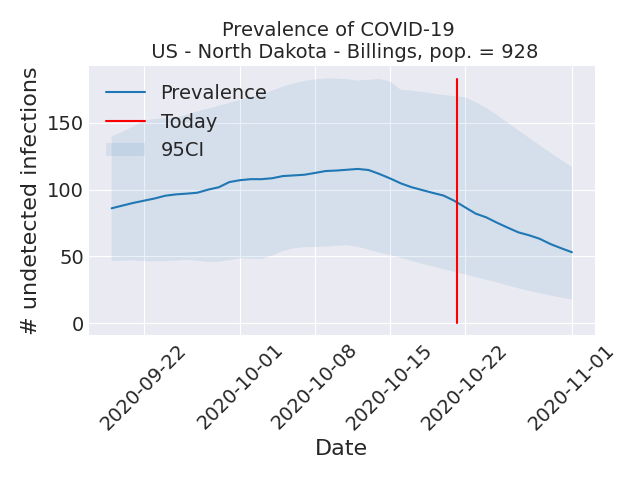 Prevalence of COVID-19
US - North Dakota - Billings, pop. = 928
# undetected infections
150
100
50
0
Prevalence
Today
95CI
2020-09-22
2020-10-01
2020-10-08
2020-10-15
2020-10-22
2020-11-01
Date